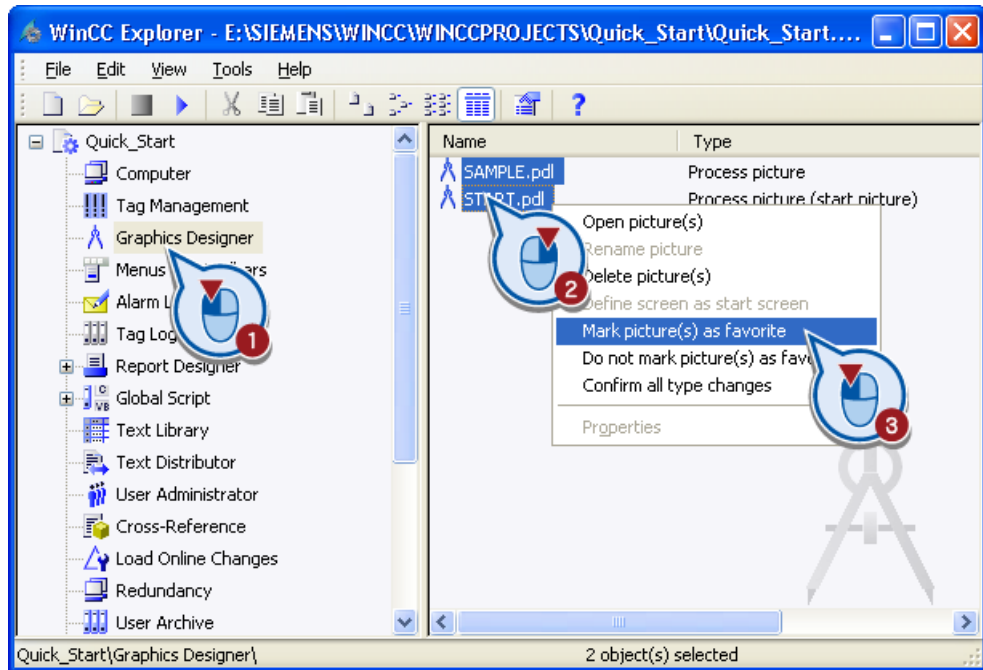 WinCC Explorer - E:\SIEMENS\WINCC\WINCCPROJECTS\Quick_Start\Quick_Start....
File Edit View Tools Help
Quick_Start
Computer
Tag Management
Graphics Designer
Menus
Alarm
Tag
Report Designer
Global Script
Text Library
Text Distributor
User Administrator
Cross-Reference
Load Online Changes
Redundancy
User Archive
Name Type
SAMPLE.pdl Process picture
START.pdl Process picture (start picture)
Open picture(s)
Rename picture
Delete picture(s)
Define screen as start screen
Mark picture(s) as favorite
Do not mark picture(s) as
Confirm all type changes
Properties
1
2
3
Quick_Start\Graphics Designer\ 2 object(s) selected